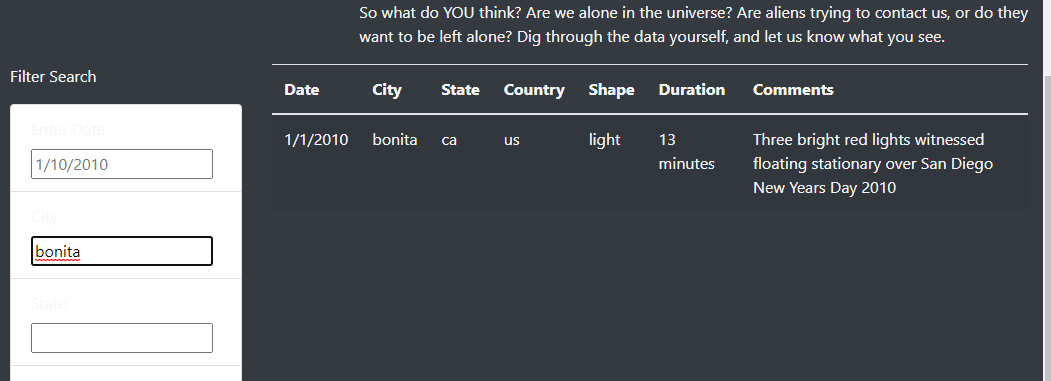 So what do YOU think? Are we alone in the universe? Are aliens trying to contact us, or do they
want to be left alone? Dig through the data yourself, and let us know what you see.
Filter Search
Enter Date
1/10/2010
City
bonita
State
Date City State Country Shape Duration Comments
1/1/2010 bonita ca us light 13 Three bright red lights witnessed
minutes floating stationary over San Diego
New Years Day 2010